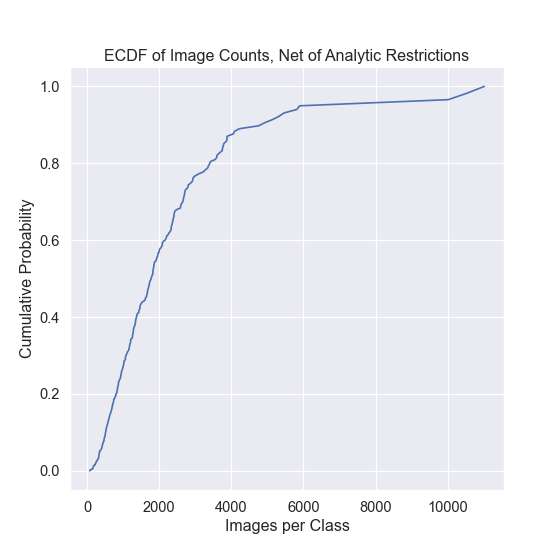 ECDF of Image Counts, Net of Analytic Restrictions
1.0
0.8
0.6
0.4
0.2
0.0
Cumulative Probability
0 2000 4000 6000 8000 10000
Images per Class